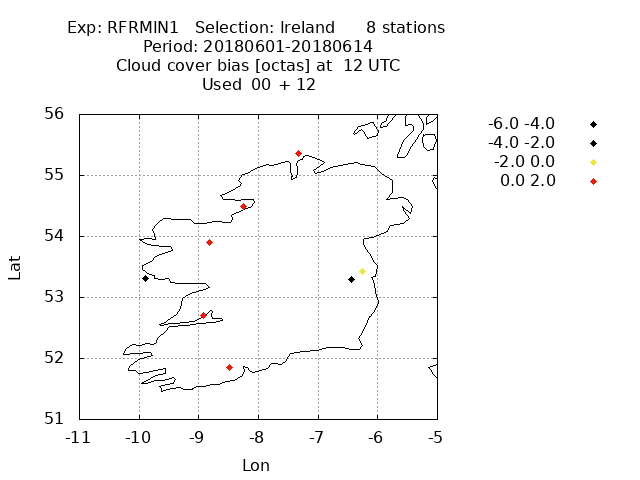 Exp: RFRMIN1 Selection: Ireland 8 stations
Period: 20180601-20180614
Cloud cover bias [octas] at 12 UTC
Used 00 + 12
-6.0 -4.0
-4.0 -2.0
-2.0 0.0
0.0 2.0
56
55
54
53
52
51
Lat
-11 -10 -9 -8 -7 -6 -5
Lon